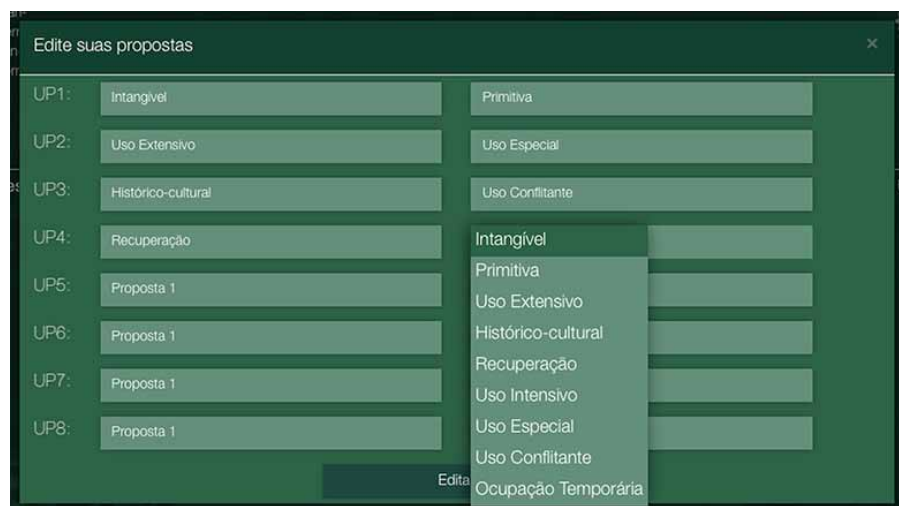 Edite suas propostas ×
UP1: Intangível Primitiva
UP2: Uso Extensivo Uso Especial
UP3: Histórico-cultural Uso Conflitante
UP4: Recuperação Intangível
Primitiva
UP5: Proposta 1
Uso Extensivo
UP6: Proposta 1 Histórico-cultural
Recuperação
UP7: Proposta 1 Uso Intensivo
UP8: Proposta 1 Uso Especial
Uso Conflitante
Edita
Ocupação Temporária